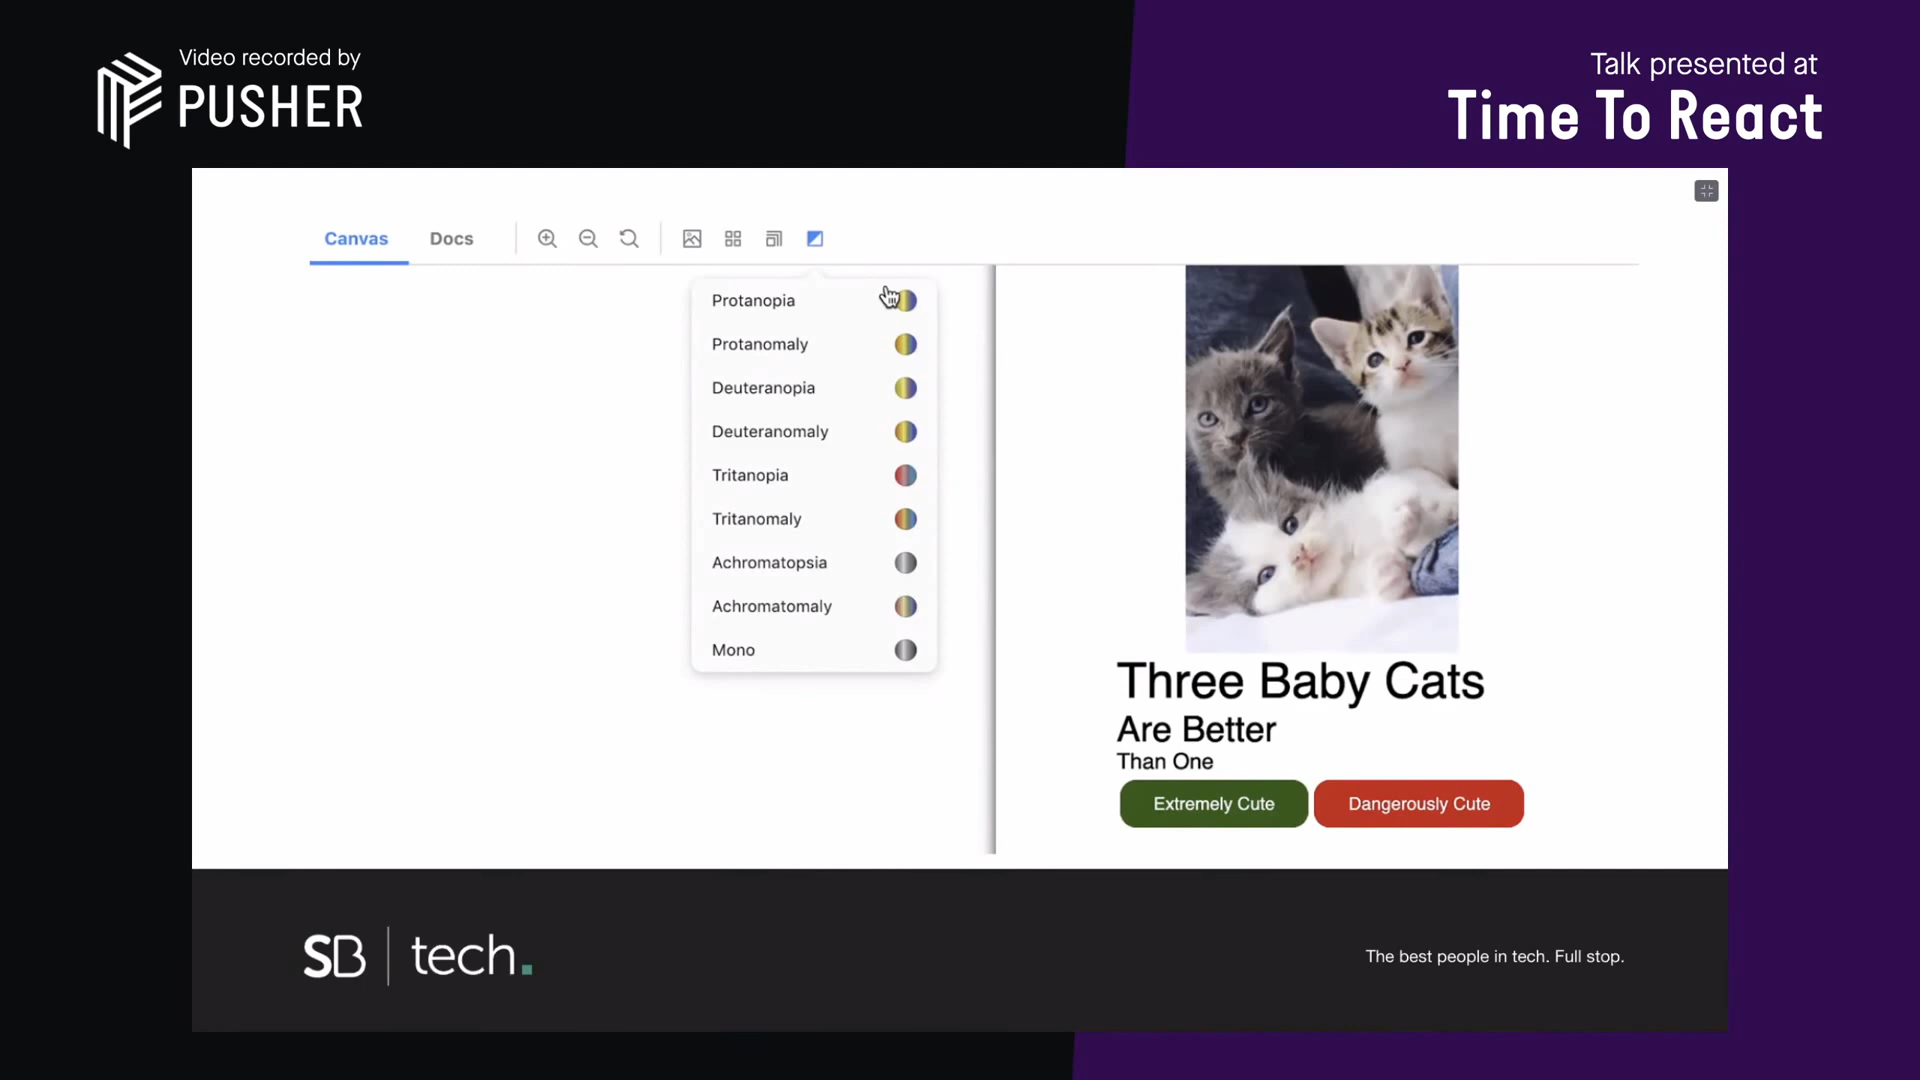 Video recorded by
PUSHER
Talk presented at
Time To React
Canvas
Docs
Protanopia
Protanomaly
Deuteranopia
Deuteranomaly
Tritanopia
Tritanomaly
Achromatopsia
Achromatomaly
Mono
Three Baby Cats
Are Better
Than One
Extremely Cute
Dangerously Cute
SB tech.
The best people in tech. Full stop.